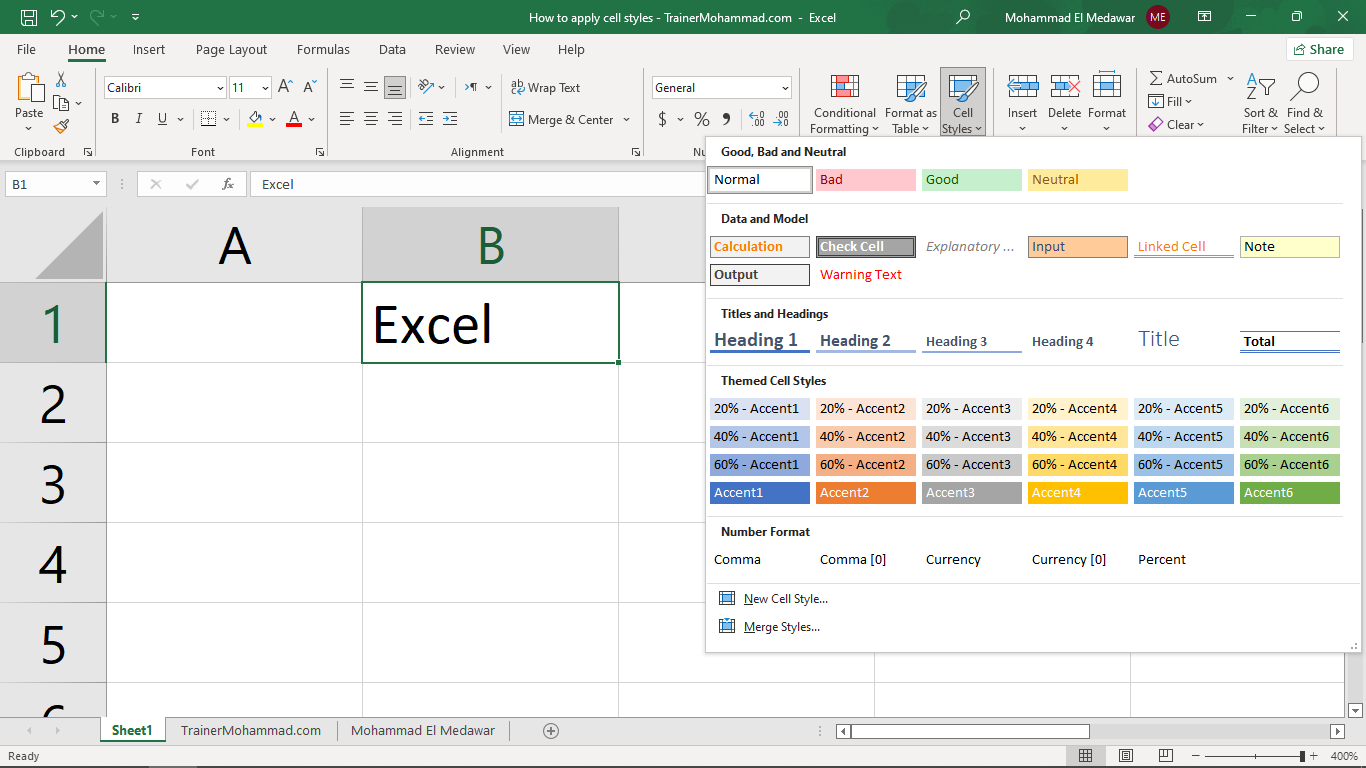 How to apply cell styles - TrainerMohammad.com - Excel
Mohammad El Medawar
ME
File Home Insert Page Layout Formulas Data Review View Help
Share
Paste
Clipboard
Calibri 11
B I U A
Font
ab Wrap Text
Merge & Center
Alignment
General
$ % 9
Nu
Conditional Formatting
Format as Table
Cell Styles
Insert
Delete
Format
AutoSum
Fill
Clear
Sort & Filter
Find & Select
B1
fx
Excel
A B
1 Excel
2
3
4
5
6
Good, Bad and Neutral
Normal Bad Good Neutral
Data and Model
Calculation Check Cell Explanatory ... Input Linked Cell Note
Output Warning Text
Titles and Headings
Heading 1 Heading 2 Heading 3 Heading 4 Title Total
Themed Cell Styles
20% - Accent1 20% - Accent2 20% - Accent3 20% - Accent4 20% - Accent5 20% - Accent6
40% - Accent1 40% - Accent2 40% - Accent3 40% - Accent4 40% - Accent5 40% - Accent6
60% - Accent1 60% - Accent2 60% - Accent3 60% - Accent4 60% - Accent5 60% - Accent6
Accent1 Accent2 Accent3 Accent4 Accent5 Accent6
Number Format
Comma Comma [0] Currency Currency [0] Percent
New Cell Style...
Merge Styles...
Sheet1 TrainerMohammad.com Mohammad El Medawar
Ready
400%